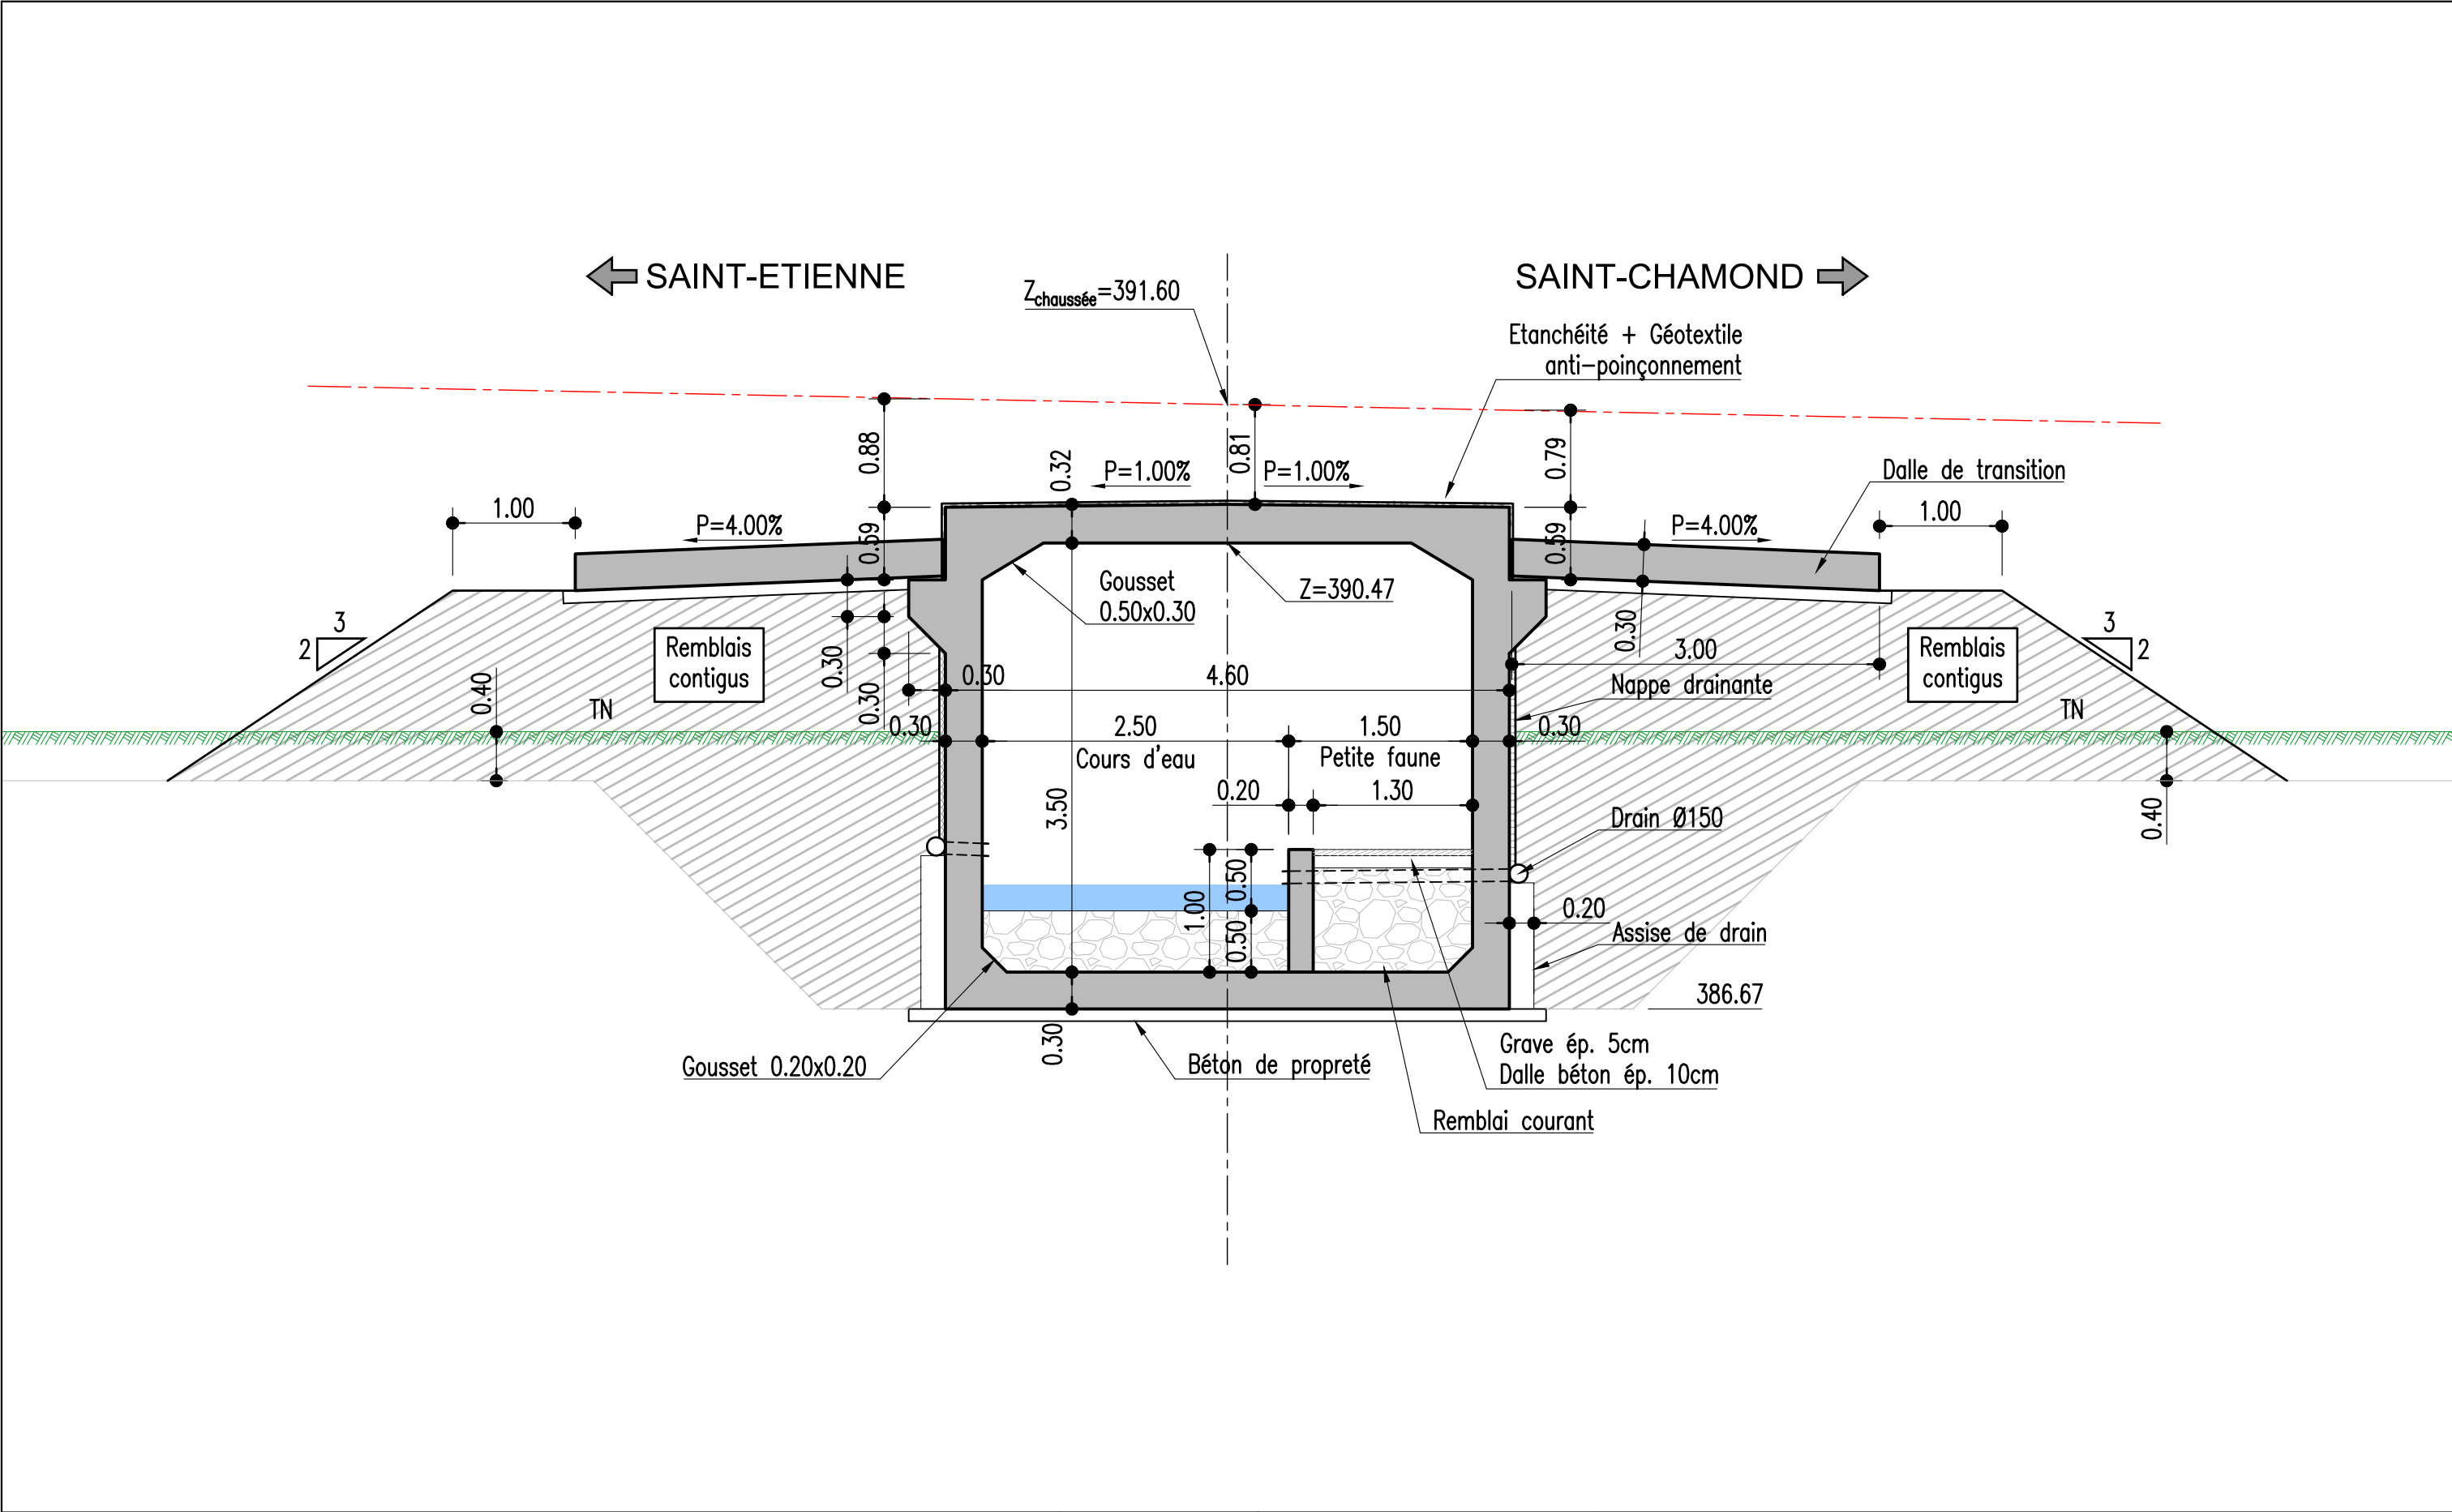 SAINT-ETIENNE
SAINT-CHAMOND
Zchaussée=391.60
Etanchéité + Géotextile
anti-poinçonnement
0.88
0.32
P=1.00%
0.81
P=1.00%
0.79
Dalle de transition
1.00
P=4.00%
0.59
0.59
P=4.00%
1.00
Gousset
0.50x0.30
Z=390.47
3
2
Remblais
contigus
0.30
0.30
0.30
0.30
4.60
3.00
Remblais
contigus
3
2
Nappe drainante
0.40
TN
TN
0.30
2.50
Cours d'eau
1.50
Petite faune
0.30
0.20
1.30
3.50
Drain Ø150
0.40
1.00
0.50
0.50
0.20
Assise de drain
386.67
0.30
Gousset 0.20x0.20
Béton de propreté
Grave ép. 5cm
Dalle béton ép. 10cm
Remblai courant